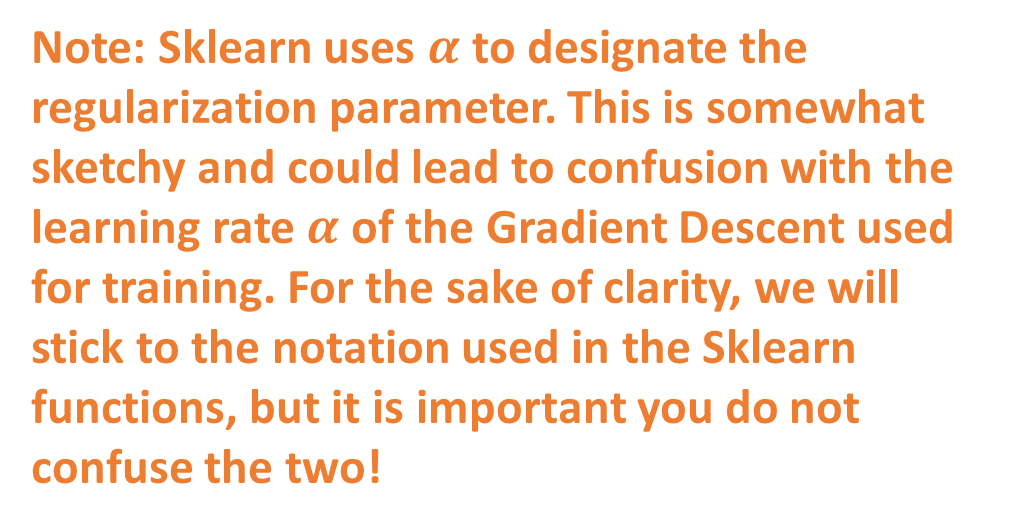 Note: Sklearn uses 𝜶 to designate the
regularization parameter. This is somewhat
sketchy and could lead to confusion with the
learning rate 𝜶 of the Gradient Descent used
for training. For the sake of clarity, we will
stick to the notation used in the Sklearn
functions, but it is important you do not
confuse the two!